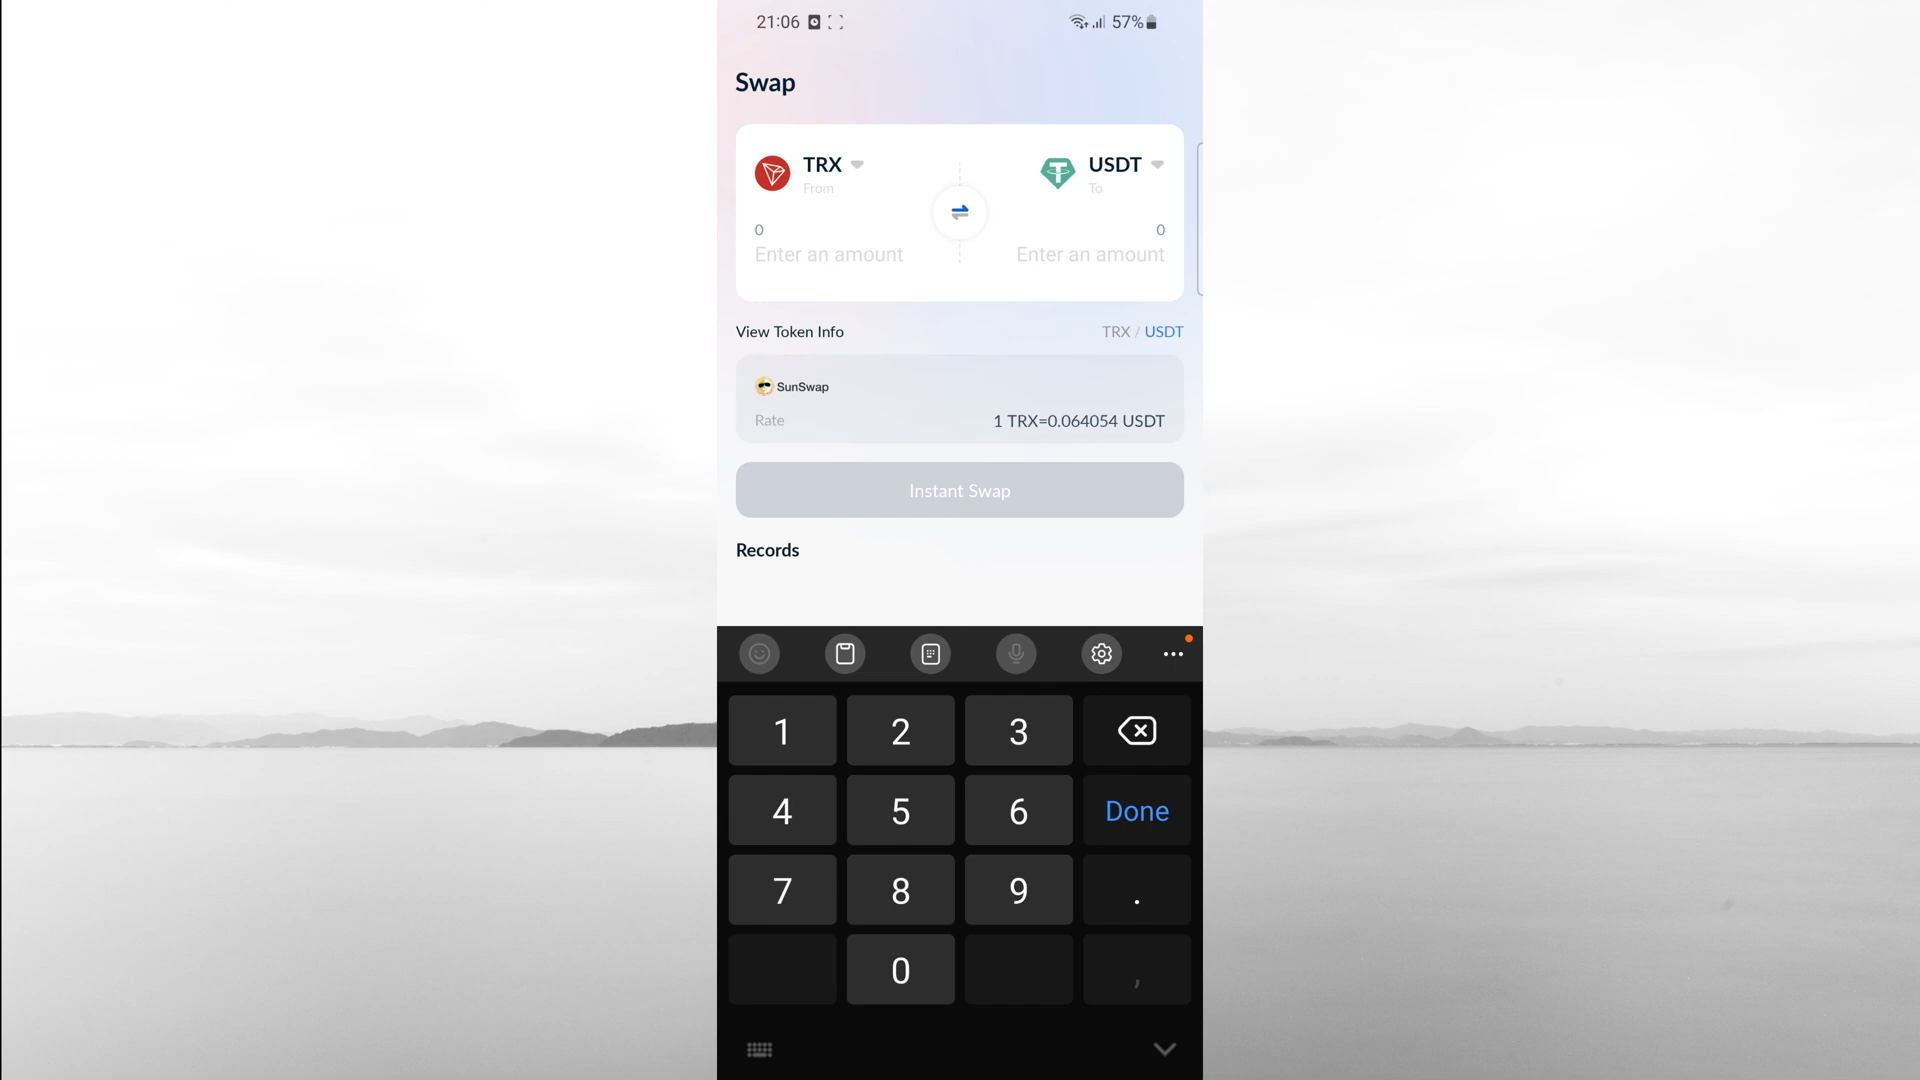 21:06 57%
Swap
TRX USDT
From To
0 0
Enter an amount Enter an amount
View Token Info TRX / USDT
SunSwap
Rate 1 TRX=0.064054 USDT
Instant Swap
Records
1 2 3
4 5 6 Done
7 8 9 .
0 ,